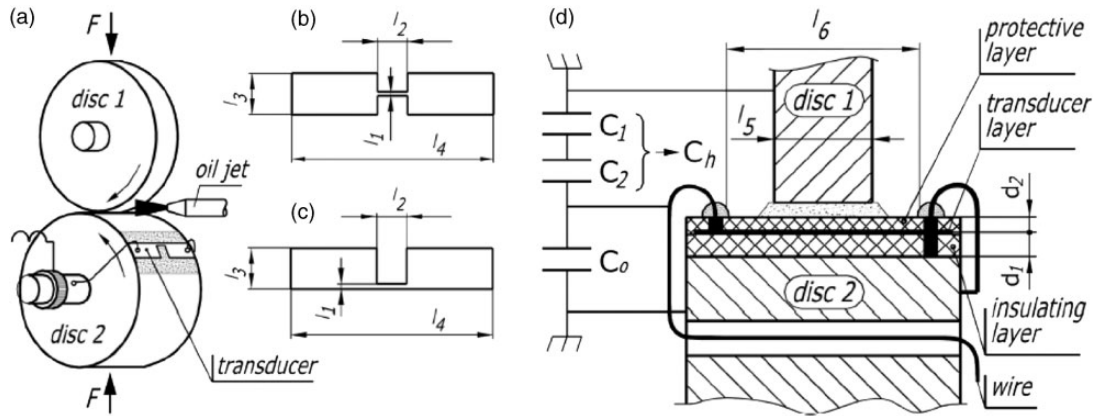 (a)
F
disc 1
oil jet
disc 2
transducer
F
(b)
l2
l3
l1
l4
(c)
l2
l3
l1
l4
(d)
l6
protective
layer
disc 1
transducer
layer
l5
C1
C2
Ch
d2
Co
d1
disc 2
insulating
layer
wire